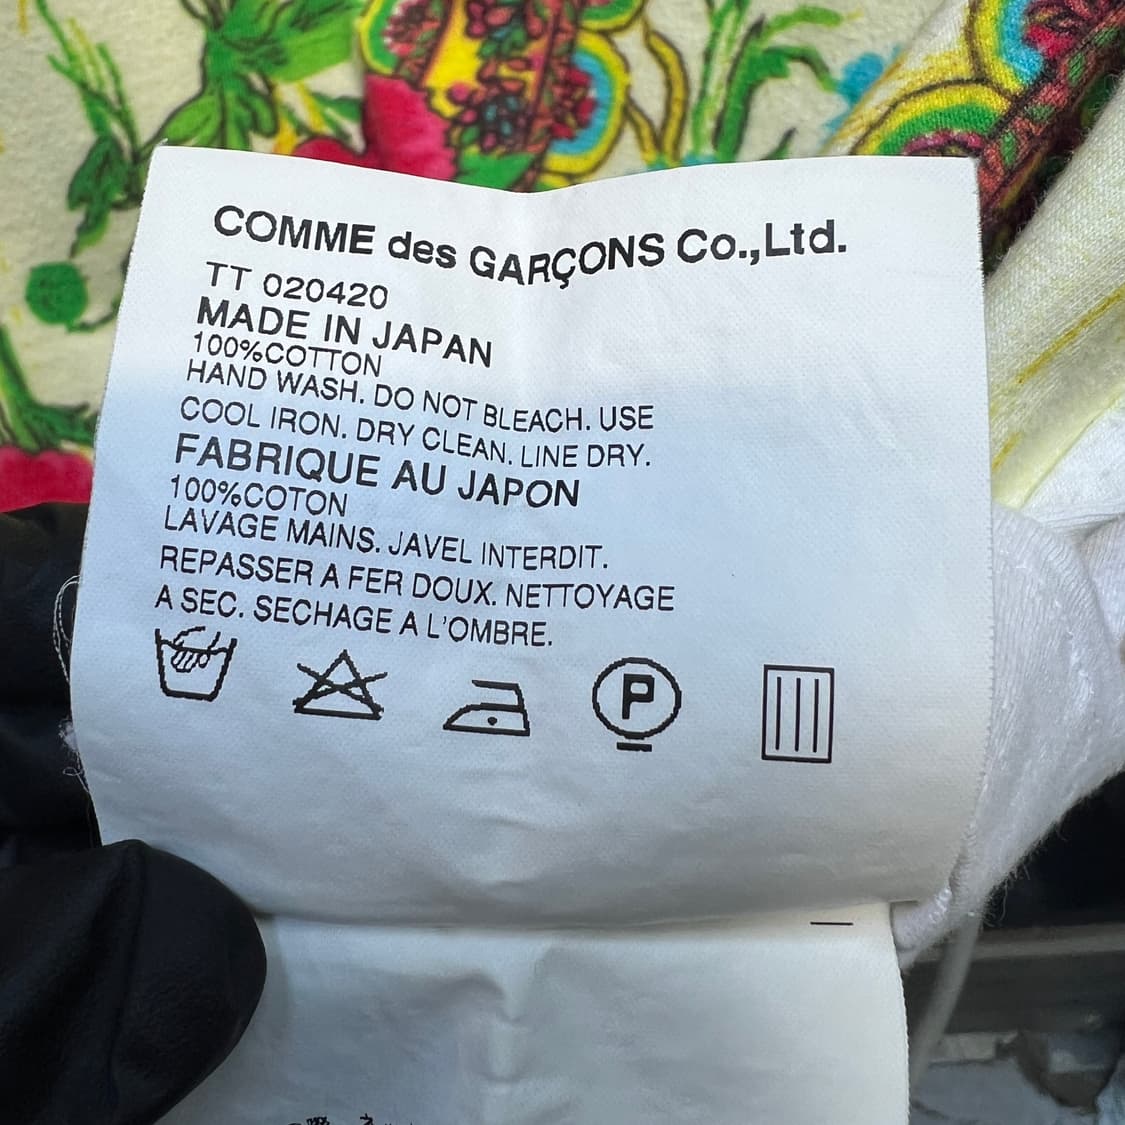 COMME des GARÇONS Co.,Ltd.
TT 020420
MADE IN JAPAN
100%COTTON
HAND WASH. DO NOT BLEACH. USE
COOL IRON. DRY CLEAN. LINE DRY.
FABRIQUE AU JAPON
100%COTON
LAVAGE MAINS. JAVEL INTERDIT.
REPASSER A FER DOUX. NETTOYAGE
A SEC. SECHAGE A L'OMBRE.
P